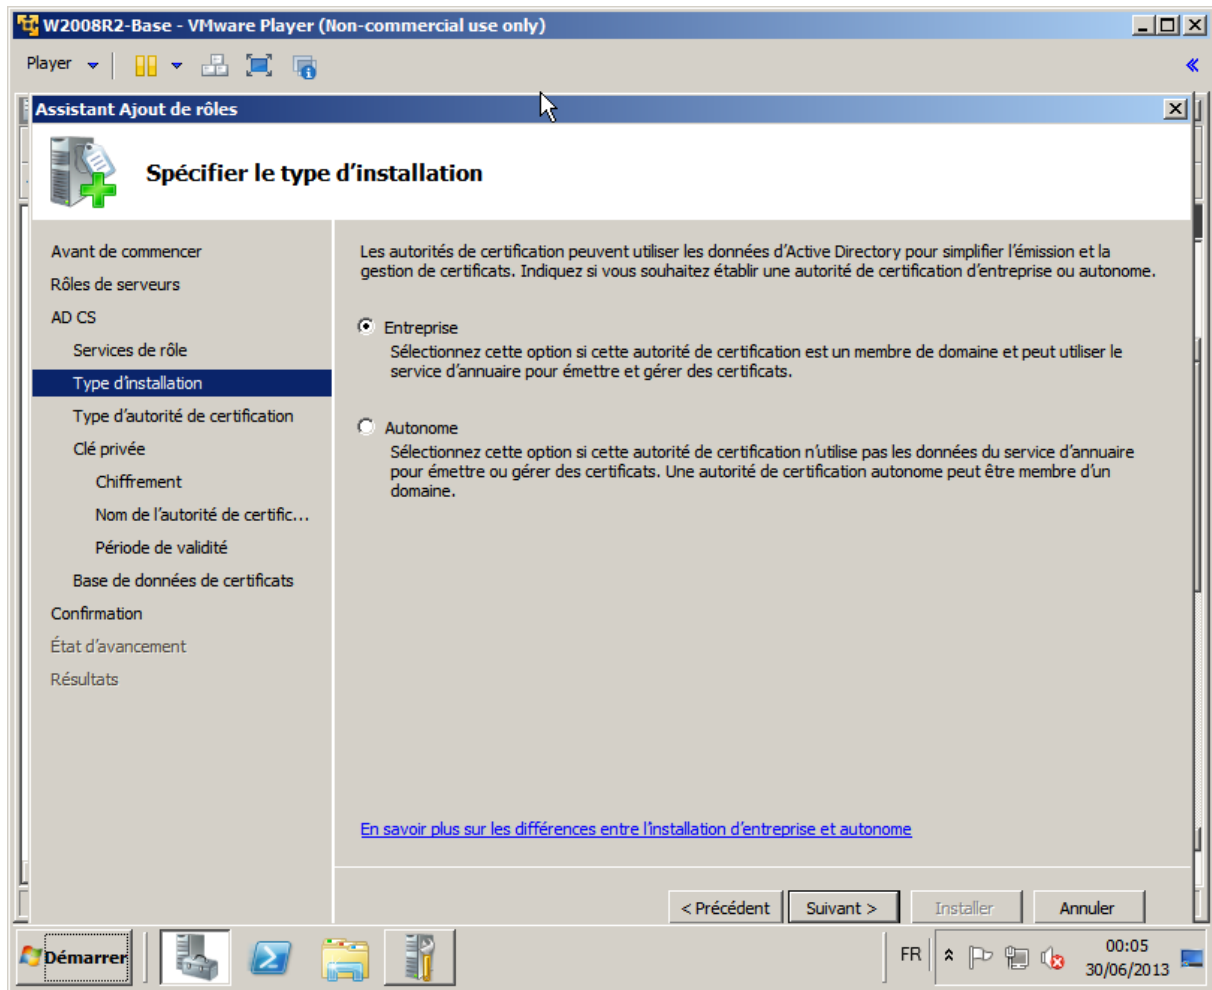 W2008R2-Base - VMware Player (Non-commercial use only)
Player
Assistant Ajout de rôles
Spécifier le type d’installation
Avant de commencer
Rôles de serveurs
AD CS
Services de rôle
Type d’installation
Type d’autorité de certification
Clé privée
Chiffrement
Nom de l’autorité de certific...
Période de validité
Base de données de certificats
Confirmation
État d’avancement
Résultats
Les autorités de certification peuvent utiliser les données d’Active Directory pour simplifier l’émission et la
gestion de certificats. Indiquez si vous souhaitez établir une autorité de certification d’entreprise ou autonome.
Entreprise
Sélectionnez cette option si cette autorité de certification est un membre de domaine et peut utiliser le
service d’annuaire pour émettre et gérer des certificats.
Autonome
Sélectionnez cette option si cette autorité de certification n’utilise pas les données du service d’annuaire
pour émettre ou gérer des certificats. Une autorité de certification autonome peut être membre d’un
domaine.
En savoir plus sur les différences entre l’installation d’entreprise et autonome
< Précédent
Suivant >
Installer
Annuler
Démarrer
FR
00:05
30/06/2013